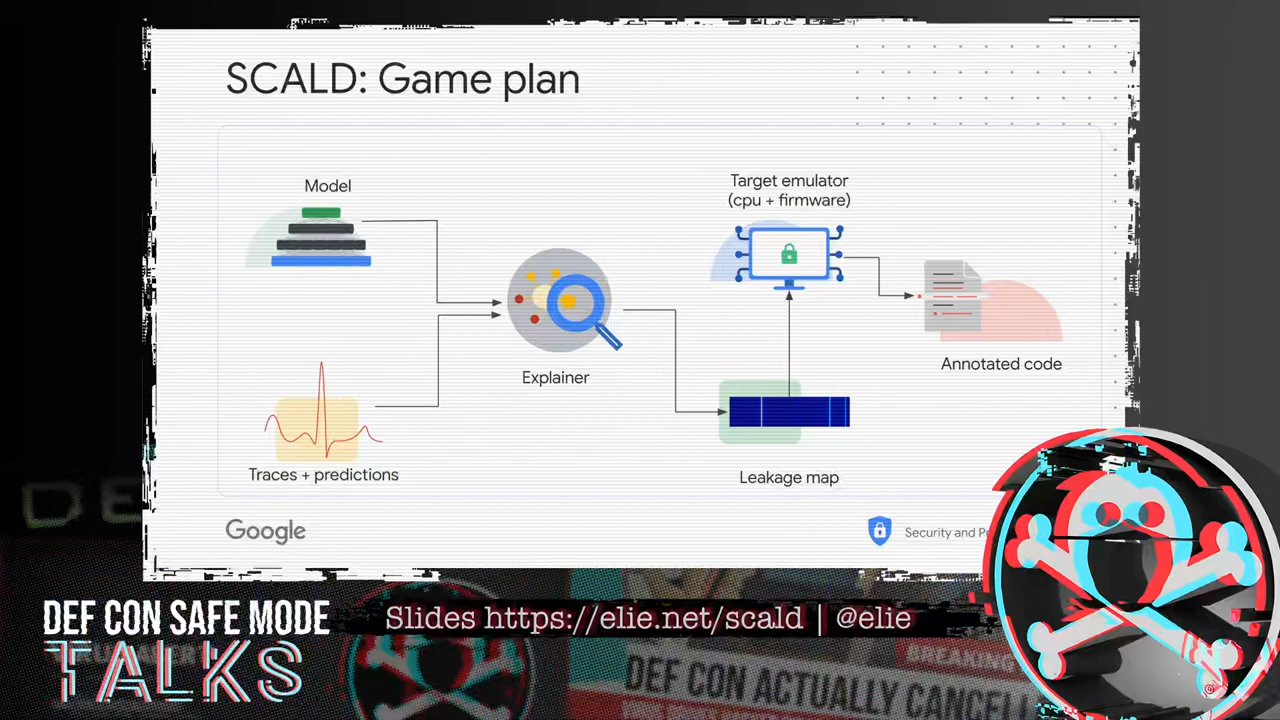 SCALD: Game plan
Model
Target emulator
(cpu + firmware)
Explainer
Annotated code
Traces + predictions
Leakage map
Google
Security and
DEF CON SAFE MODE
TALKS
Slides https://elie.net/scald | @elie
BREAKING
DEF CON ACTUALLY